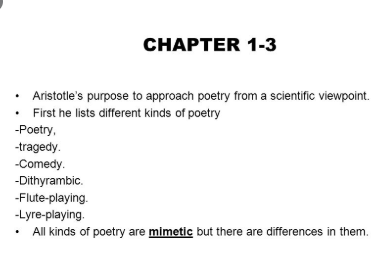 CHAPTER 1-3
• Aristotle's purpose to approach poetry from a scientific viewpoint.
• First he lists different kinds of poetry
-Poetry,
-tragedy.
-Comedy.
-Dithyrambic.
-Flute-playing.
-Lyre-playing.
• All kinds of poetry are mimetic but there are differences in them.